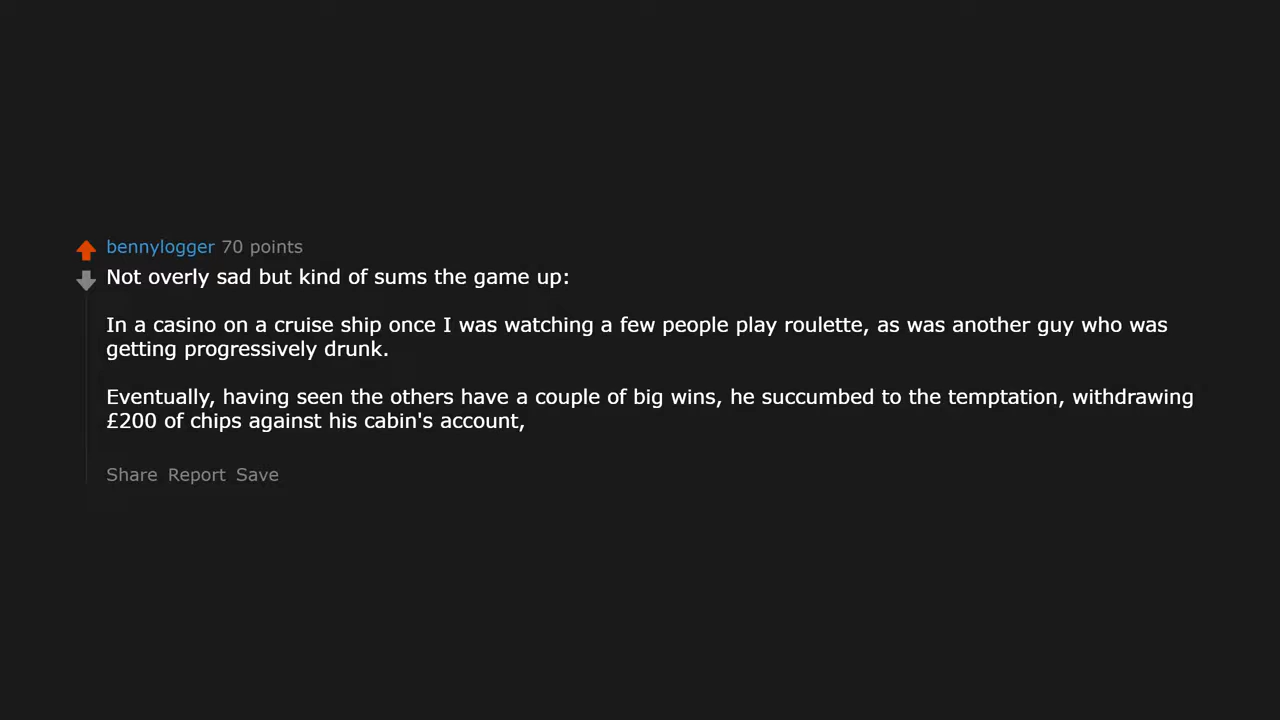 bennylogger 70 points
Not overly sad but kind of sums the game up:
In a casino on a cruise ship once I was watching a few people play roulette, as was another guy who was
getting progressively drunk.
Eventually, having seen the others have a couple of big wins, he succumbed to the temptation, withdrawing
£200 of chips against his cabin's account,
Share Report Save